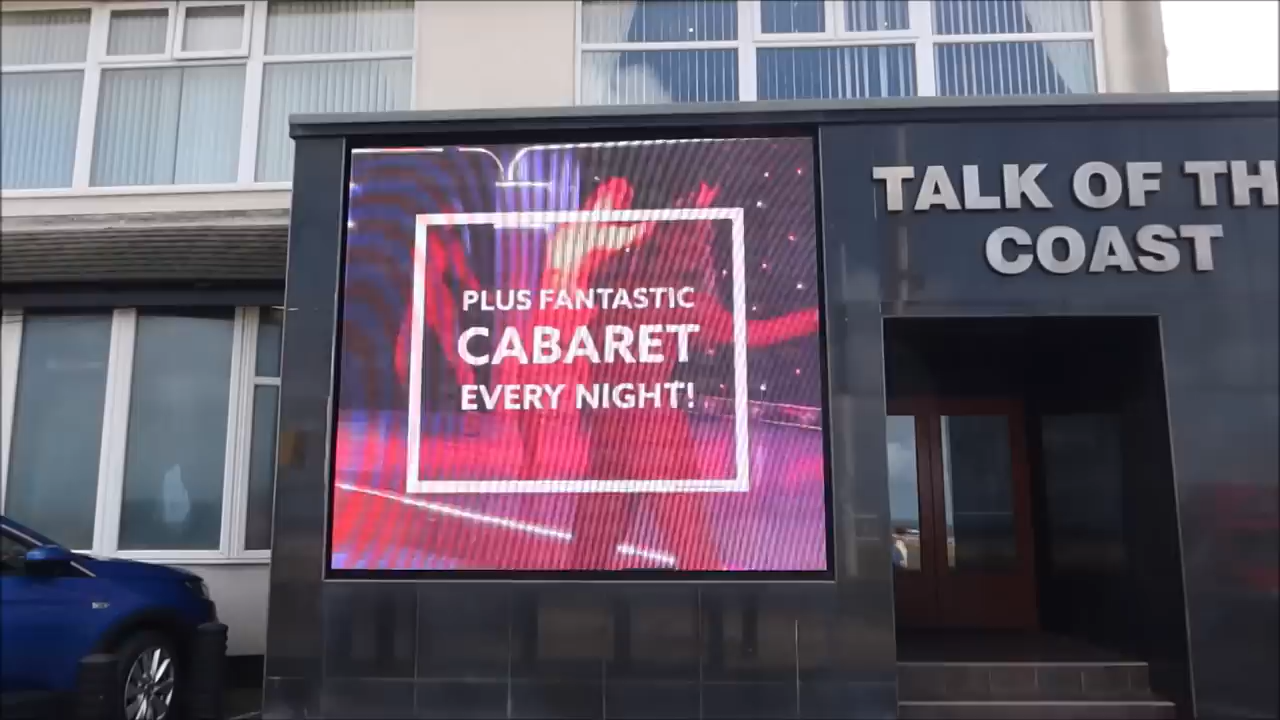 PLUS FANTASTIC
CABARET
EVERY NIGHT!
TALK OF TH
COAST